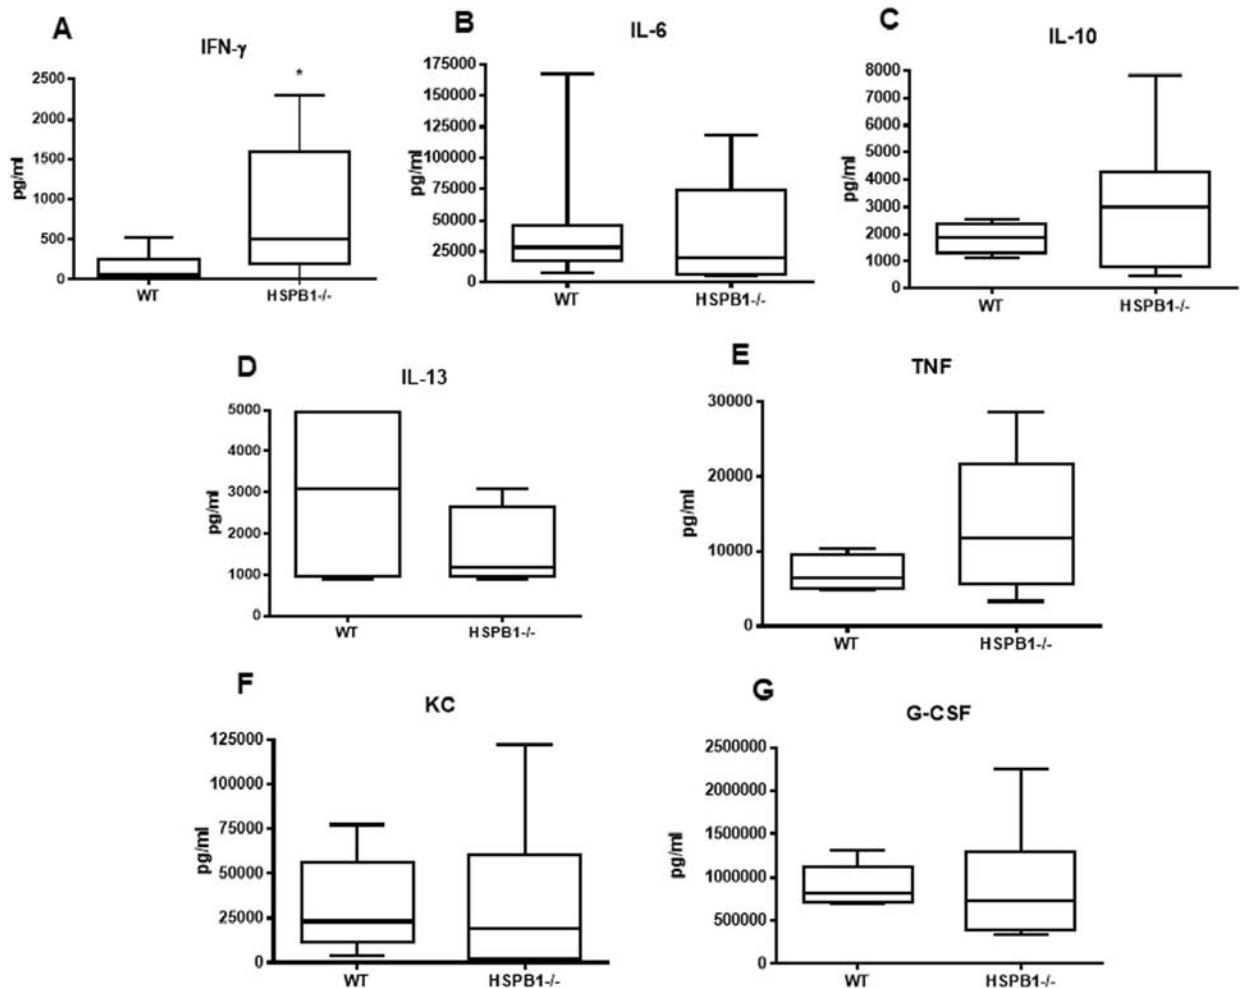 A
IFN-γ
2500
2000
1500
1000
500
0
pg/ml
*
WT
HSPB1-/-
B
IL-6
175000
150000
125000
100000
75000
50000
25000
0
pg/ml
WT
HSPB1-/-
C
IL-10
8000
7000
6000
5000
4000
3000
2000
1000
0
pg/ml
WT
HSPB1-/-
D
IL-13
5000
4000
3000
2000
1000
0
pg/ml
WT
HSPB1-/-
E
TNF
30000
20000
10000
0
pg/ml
WT
HSPB1-/-
F
KC
125000
100000
75000
50000
25000
0
pg/ml
WT
HSPB1-/-
G
G-CSF
2500000
2000000
1500000
1000000
500000
0
pg/ml
WT
HSPB1-/-